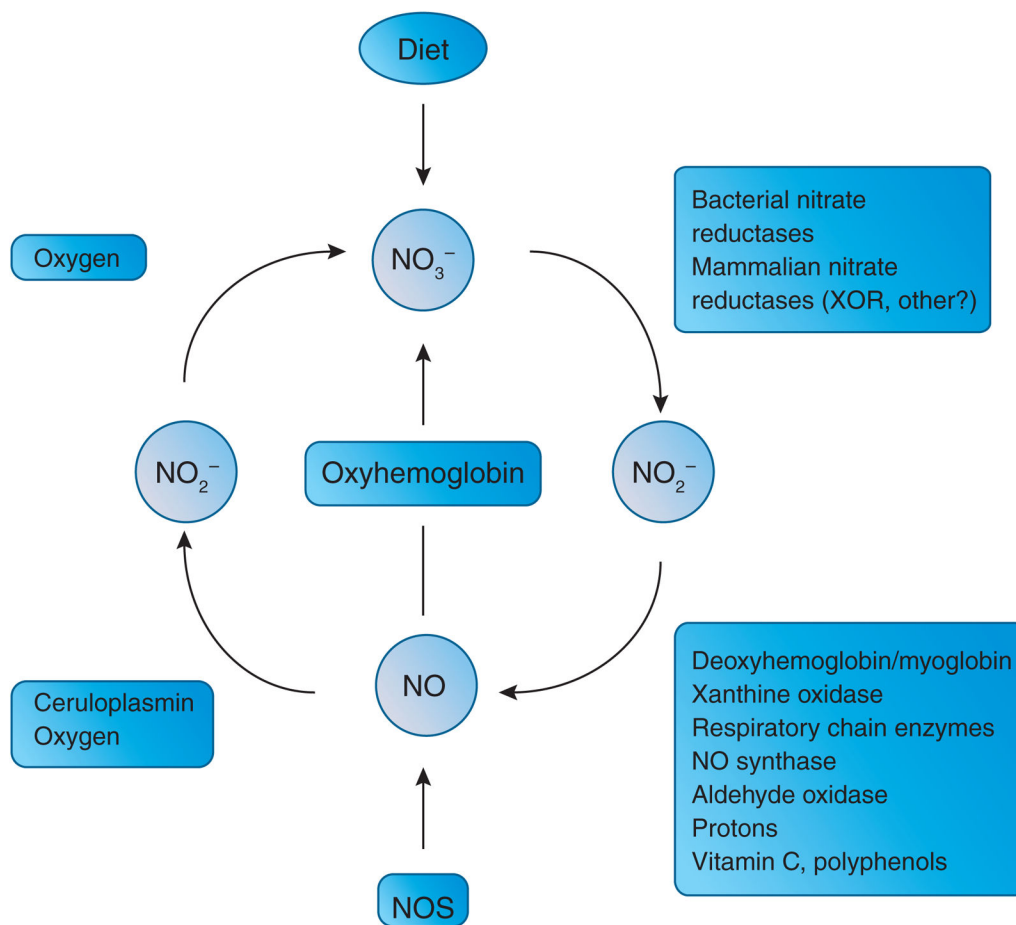 Diet
Oxygen
NO₃⁻
Bacterial nitrate
reductases
Mammalian nitrate
reductases (XOR, other?)
NO₂⁻
Oxyhemoglobin
NO₂⁻
Ceruloplasmin
Oxygen
NO
Deoxyhemoglobin/myoglobin
Xanthine oxidase
Respiratory chain enzymes
NO synthase
Aldehyde oxidase
Protons
Vitamin C, polyphenols
NOS